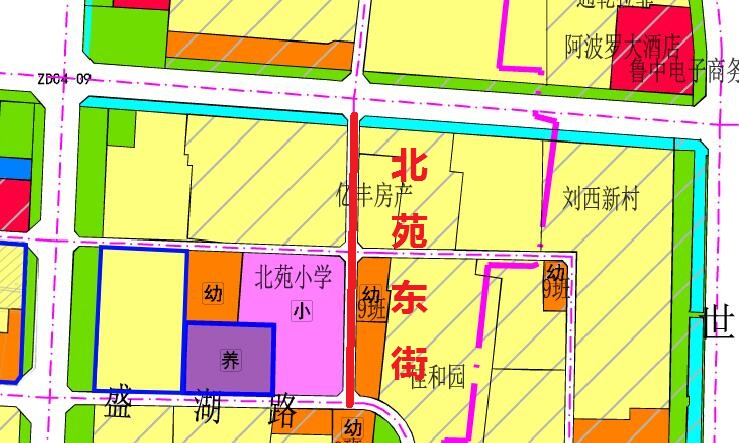 阿波罗大酒店
鲁中电子商务
ZD04-09
亿丰房产
刘西新村
北苑东街
北苑小学
幼
小
幼
9班
幼
9班
养
佳和园
世
盛湖路
幼